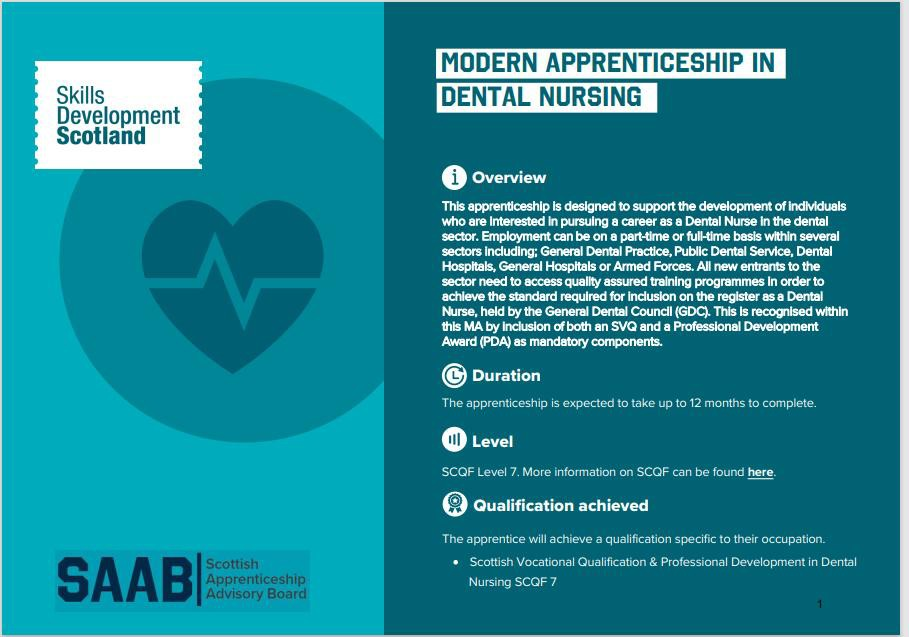 Skills
Development
Scotland
SAAB
Scottish
Apprenticeship
Advisory Board
MODERN APPRENTICESHIP IN
DENTAL NURSING
Overview
This apprenticeship is designed to support the development of individuals
who are interested in pursuing a career as a Dental Nurse in the dental
sector. Employment can be on a part-time or full-time basis within several
sectors including; General Dental Practice, Public Dental Service, Dental
Hospitals, General Hospitals or Armed Forces. All new entrants to the
sector need to access quality assured training programmes in order to
achieve the standard required for inclusion on the register as a Dental
Nurse, held by the General Dental Council (GDC). This is recognised within
this MA by inclusion of both an SVQ and a Professional Development
Award (PDA) as mandatory components.
Duration
The apprenticeship is expected to take up to 12 months to complete.
Level
SCQF Level 7. More information on SCQF can be found here.
Qualification achieved
The apprentice will achieve a qualification specific to their occupation.
• Scottish Vocational Qualification & Professional Development in Dental
Nursing SCQF 7
1